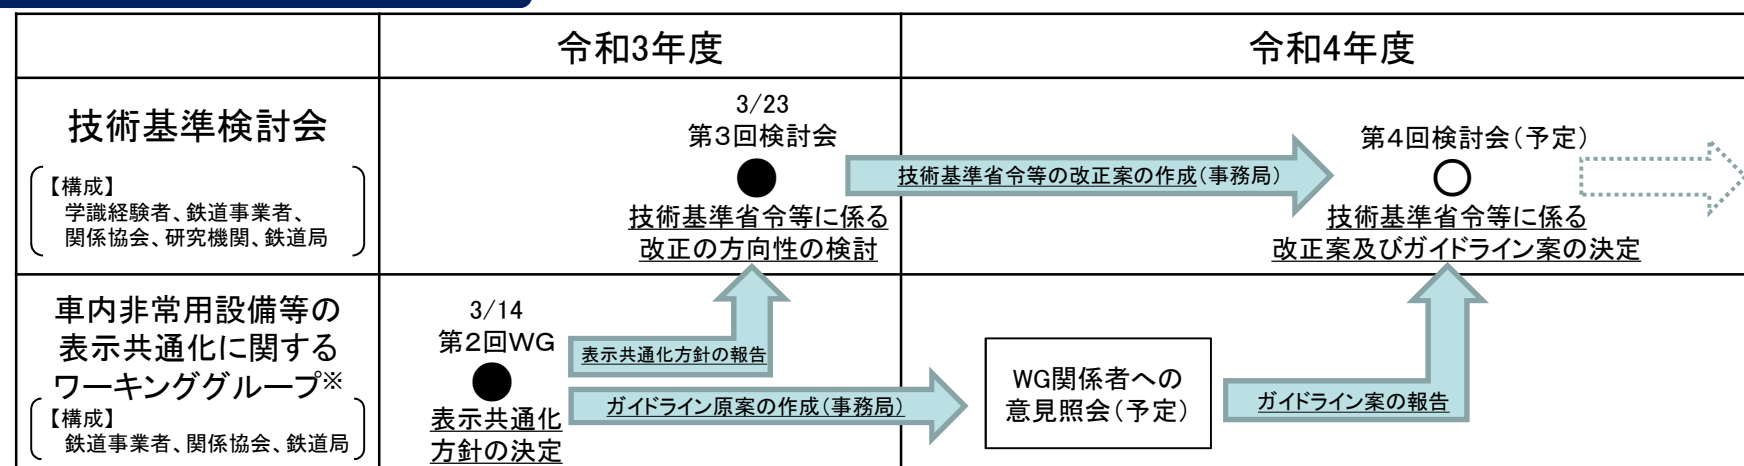 令和3年度
令和4年度
技術基準検討会
【構成】
学識経験者、鉄道事業者、
関係協会、研究機関、鉄道局
3/23
第3回検討会
技術基準省令等に係る
改正の方向性の検討
技術基準省令等の改正案の作成(事務局)
第4回検討会(予定)
技術基準省令等に係る
改正案及びガイドライン案の決定
車内非常用設備等の
表示共通化に関する
ワーキンググループ※
【構成】
鉄道事業者、関係協会、鉄道局
3/14
第2回WG
表示共通化
方針の決定
表示共通化方針の報告
ガイドライン原案の作成(事務局)
WG関係者への
意見照会(予定)
ガイドライン案の報告